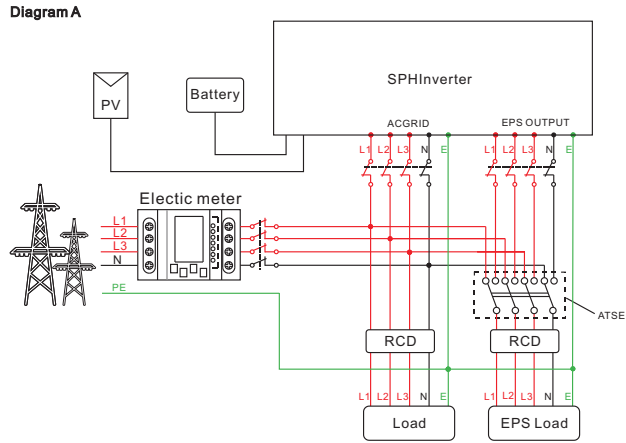 Diagram A
SPHInverter
PV
Battery
ACGRID
EPS OUTPUT
L1 L2 L3 N E
L1 L2 L3 N E
Electic meter
L1
L2
L3
N
PE
ATSE
RCD
RCD
L1 L2 L3 N E
L1 L2 L3 N E
Load
EPS Load